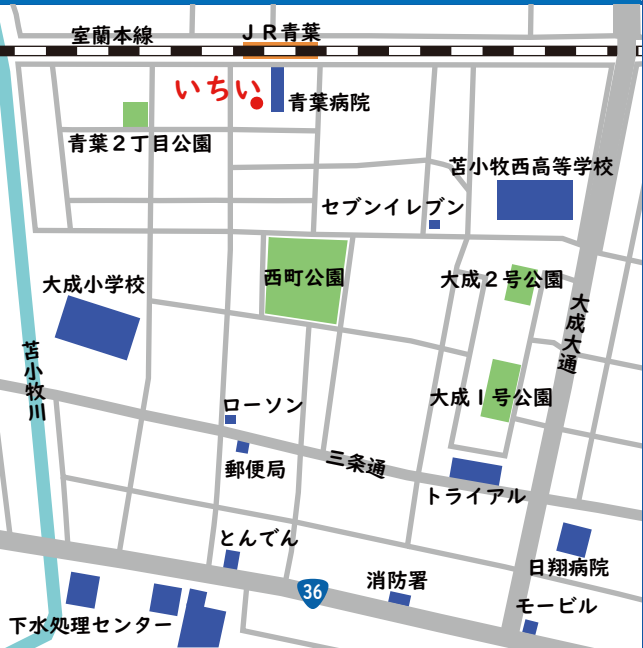 室蘭本線
ＪＲ青葉
いちい
青葉病院
青葉２丁目公園
苫小牧西高等学校
セブンイレブン
西町公園
大成２号公園
大成小学校
大成大通
苫小牧川
大成１号公園
ローソン
郵便局
三条通
トライアル
とんでん
日翔病院
36
消防署
モービル
下水処理センター